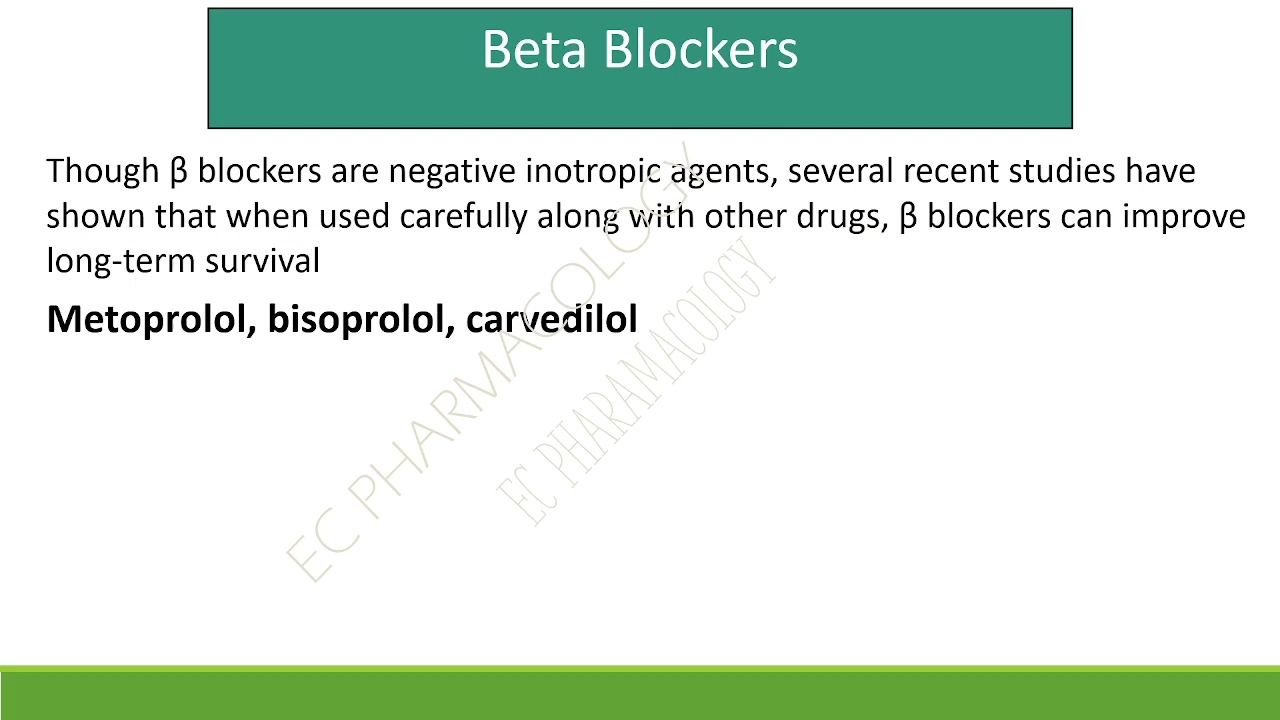 Beta Blockers
Though β blockers are negative inotropic agents, several recent studies have
shown that when used carefully along with other drugs, β blockers can improve
long-term survival
Metoprolol, bisoprolol, carvedilol
EC PHARMACOLOGY
EC PHARAMACOLOGY